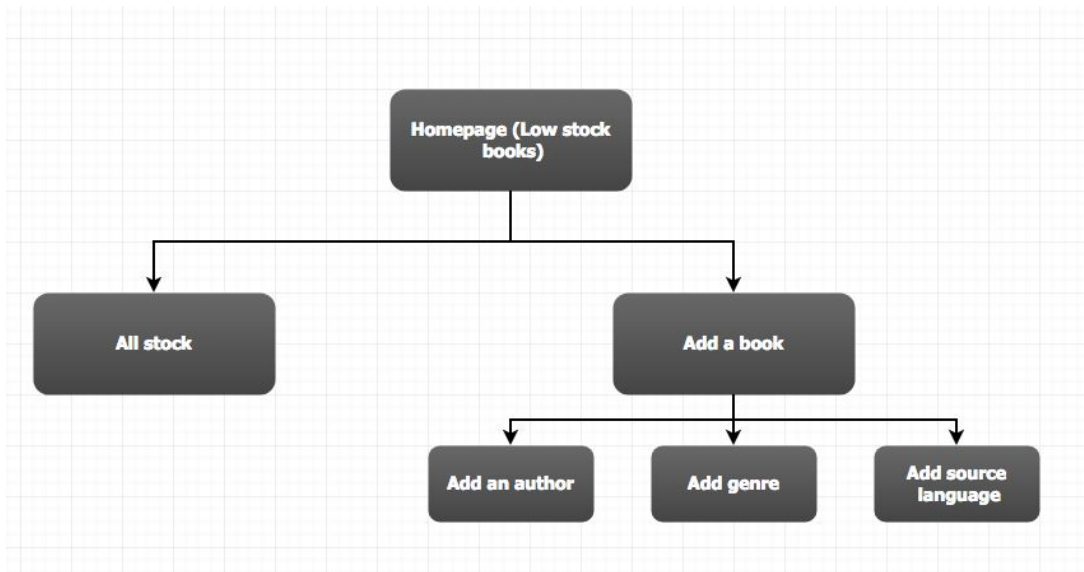 Homepage (Low stock
books)
All stock
Add a book
Add an author
Add genre
Add source
language